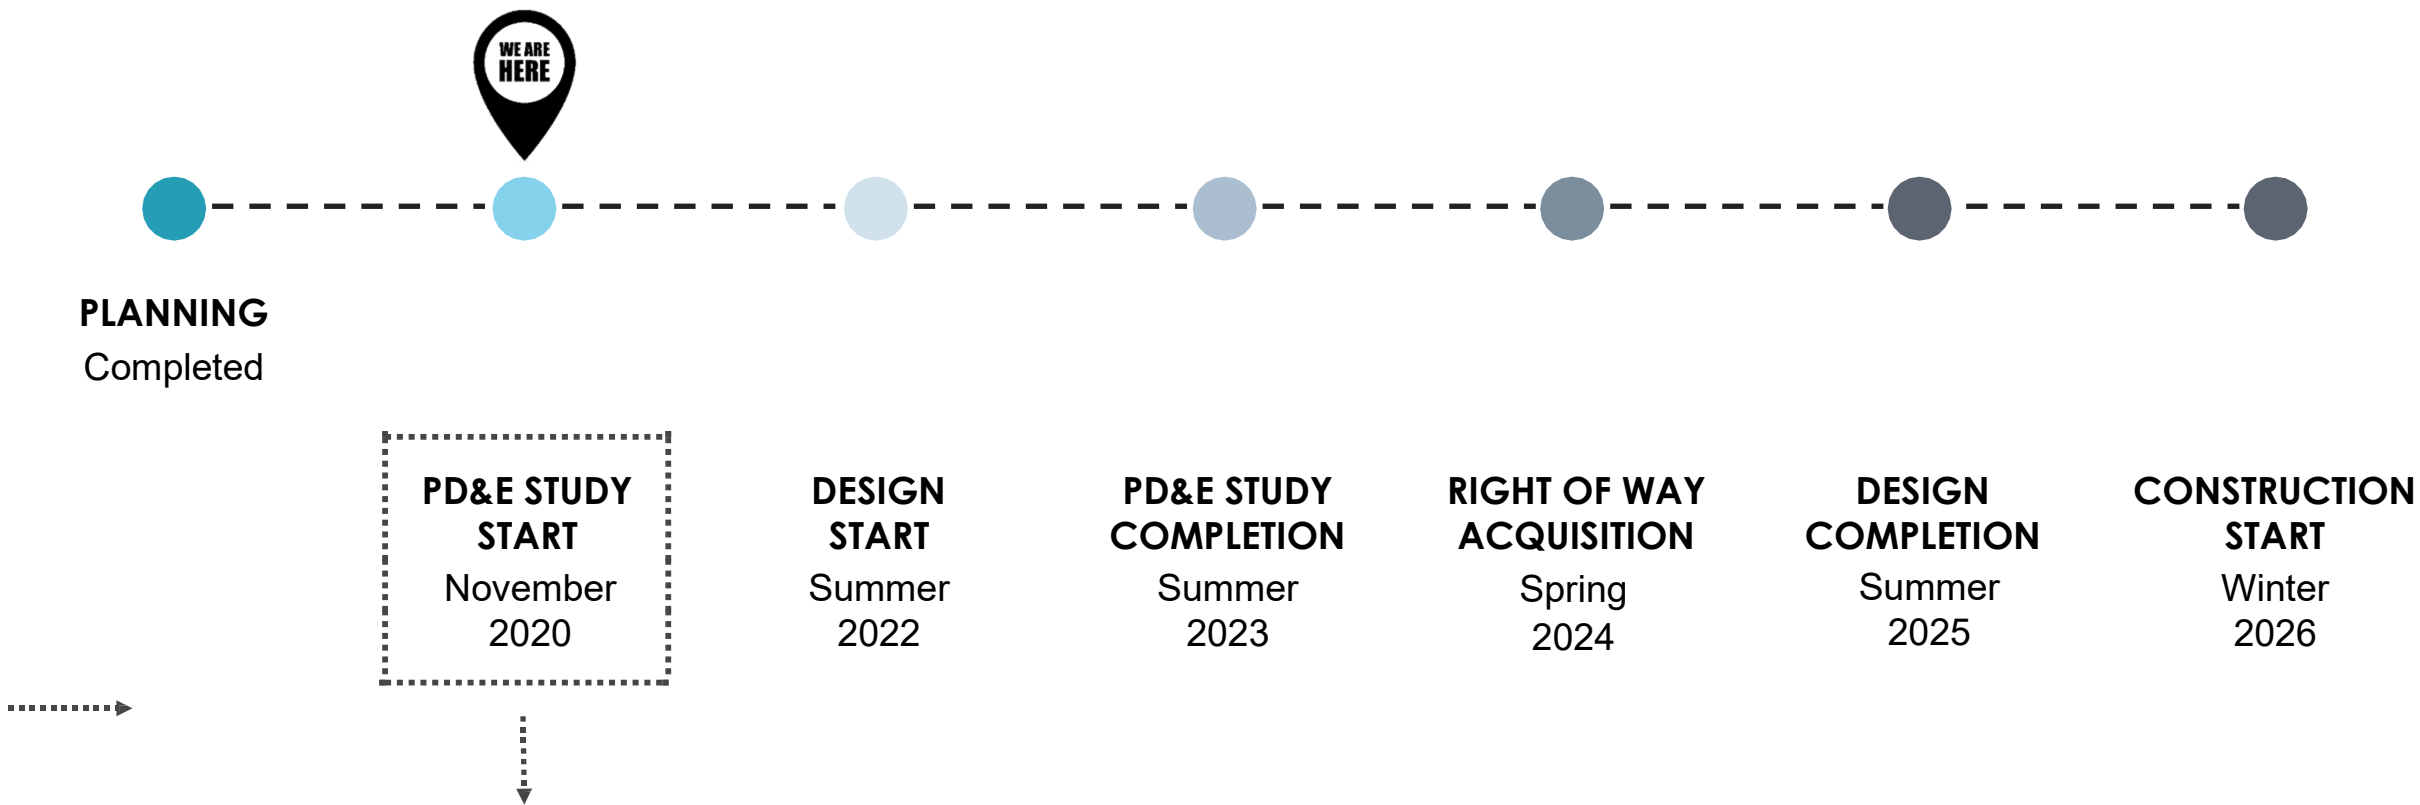 WE ARE
HERE
PLANNING
Completed
PD&E STUDY
START
November
2020
DESIGN
START
Summer
2022
PD&E STUDY
COMPLETION
Summer
2023
RIGHT OF WAY
ACQUISITION
Spring
2024
DESIGN
COMPLETION
Summer
2025
CONSTRUCTION
START
Winter
2026